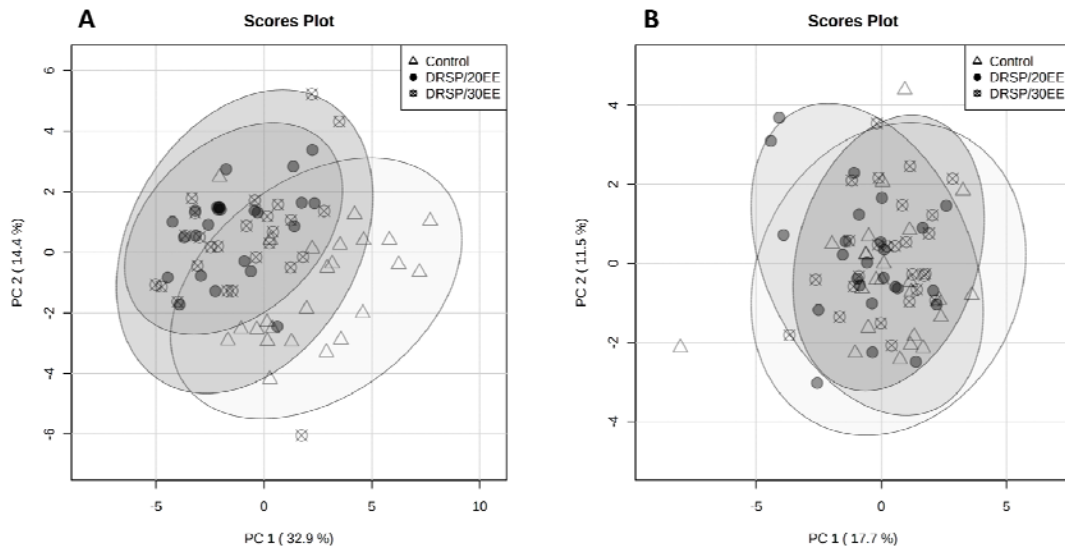 A
Scores Plot
Control
DRSP/20EE
DRSP/30EE
6
4
2
0
-2
-4
-6
PC 2 ( 14.4 %)
-5
0
5
10
PC 1 ( 32.9 %)
B
Scores Plot
Control
DRSP/20EE
DRSP/30EE
4
2
0
-2
-4
PC 2 ( 11.5 %)
-5
0
5
PC 1 ( 17.7 %)